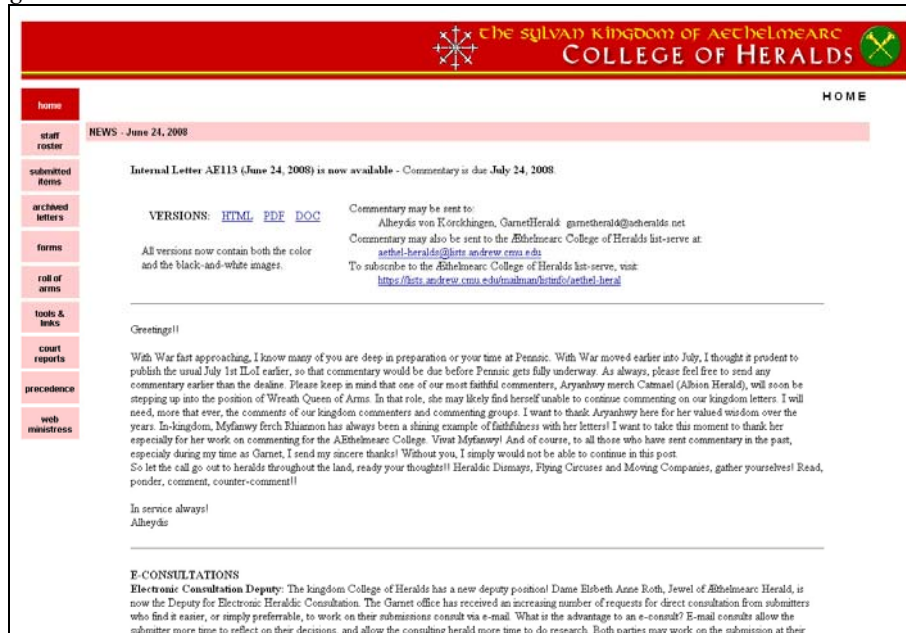 the sylvan kingdom of aethelmearc
COLLEGE OF HERALDS
home
HOME
staff
roster
submitted
items
archived
letters
forms
roll of
arms
tools &
links
court
reports
precedence
web
ministress
NEWS - June 24, 2008
Internal Letter AE113 (June 24, 2008) is now available - Commentary is due July 24, 2008.
VERSIONS: HTML PDF DOC
All versions now contain both the color
and the black-and-white images.
Commentary may be sent to:
Alheydis von Körckhingen, GarnetHerald: garnetherald@aeheralds.net
Commentary may also be sent to the Æthelmearc College of Heralds list-serve at:
aethel-heralds@lists.andrew.cmu.edu
To subscribe to the Æthelmearc College of Heralds list-serve, visit:
https://lists.andrew.cmu.edu/mailman/listinfo/aethel-heral
Greetings!!
With War fast approaching, I know many of you are deep in preparation or your time at Pennsic. With War moved earlier into July, I thought it prudent to
publish the usual July 1st ILoI earlier, so that commentary would be due before Pennsic gets fully underway. As always, please feel free to send any
commentary earlier than the dealine. Please keep in mind that one of our most faithful commenters, Aryanhwy merch Catmael (Albion Herald), will soon be
stepping up into the position of Wreath Queen of Arms. In that role, she may likely find herself unable to continue commenting on our kingdom letters. I will
need, more that ever, the comments of our kingdom commenters and commenting groups. I want to thank Aryanhwy here for her valued wisdom over the
years. In-kingdom, Myfanwy ferch Rhiannon has always been a shining example of faithfulness with her letters! I want to take this moment to thank her
especially for her work on commenting for the AEthelmearc College. Vivat Myfanwy! And of course, to all those who have sent commentary in the past,
especialy during my time as Garnet, I send my sincere thanks! Without you, I simply would not be able to continue in this post.
So let the call go out to heralds throughout the land, ready your thoughts!! Heraldic Dismays, Flying Circuses and Moving Companies, gather yourselves! Read,
ponder, comment, counter-comment!!
In service always!
Alheydis
E-CONSULTATIONS
Electronic Consultation Deputy: The kingdom College of Heralds has a new deputy position! Dame Elsbeth Anne Roth, Jewel of Æthelmearc Herald, is
now the Deputy for Electronic Heraldic Consultation. The Garnet office has received an increasing number of requests for direct consultation from submitters
who find it easier, or simply preferrable, to work on their submissions consult via e-mail. What is the advantage to an e-consult? E-mail consults allow the
submitter more time to reflect on their decisions, and allow the consulting herald more time to do research. Both parties may work on the submission at their